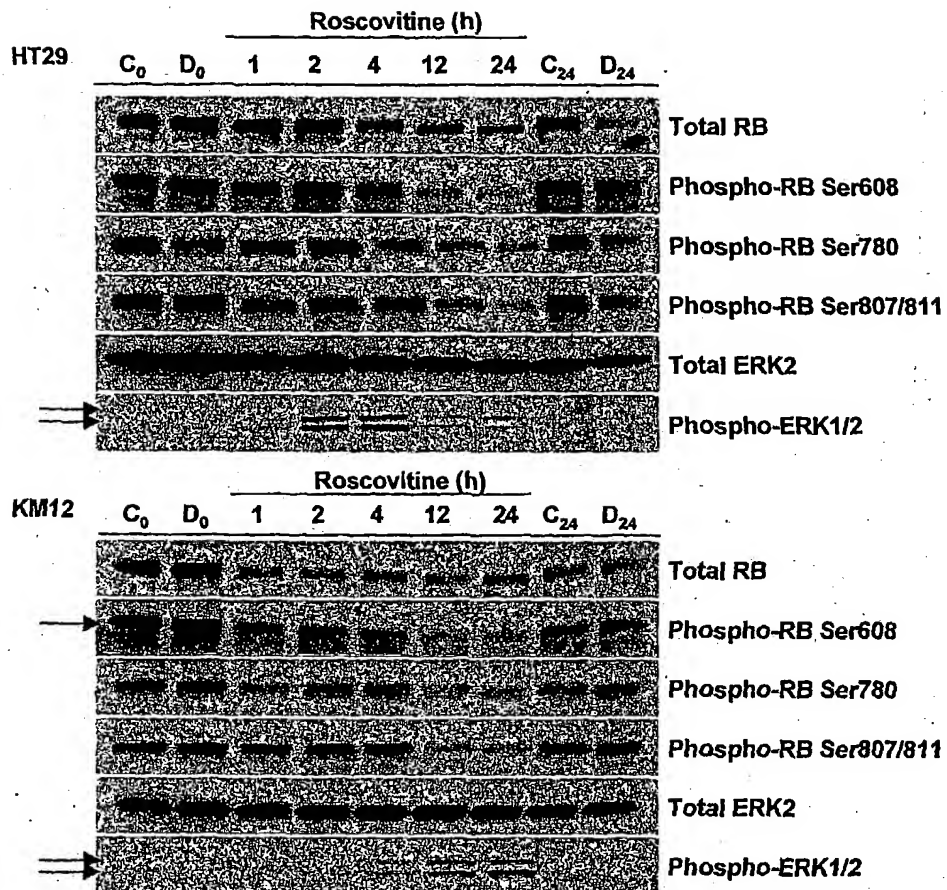 Roscovitine (h)
HT29 C₀ D₀ 1 2 4 12 24 C₂₄ D₂₄
Total RB
Phospho-RB Ser608
Phospho-RB Ser780
Phospho-RB Ser807/811
Total ERK2
Phospho-ERK1/2
Roscovitine (h)
KM12 C₀ D₀ 1 2 4 12 24 C₂₄ D₂₄
Total RB
Phospho-RB Ser608
Phospho-RB Ser780
Phospho-RB Ser807/811
Total ERK2
Phospho-ERK1/2